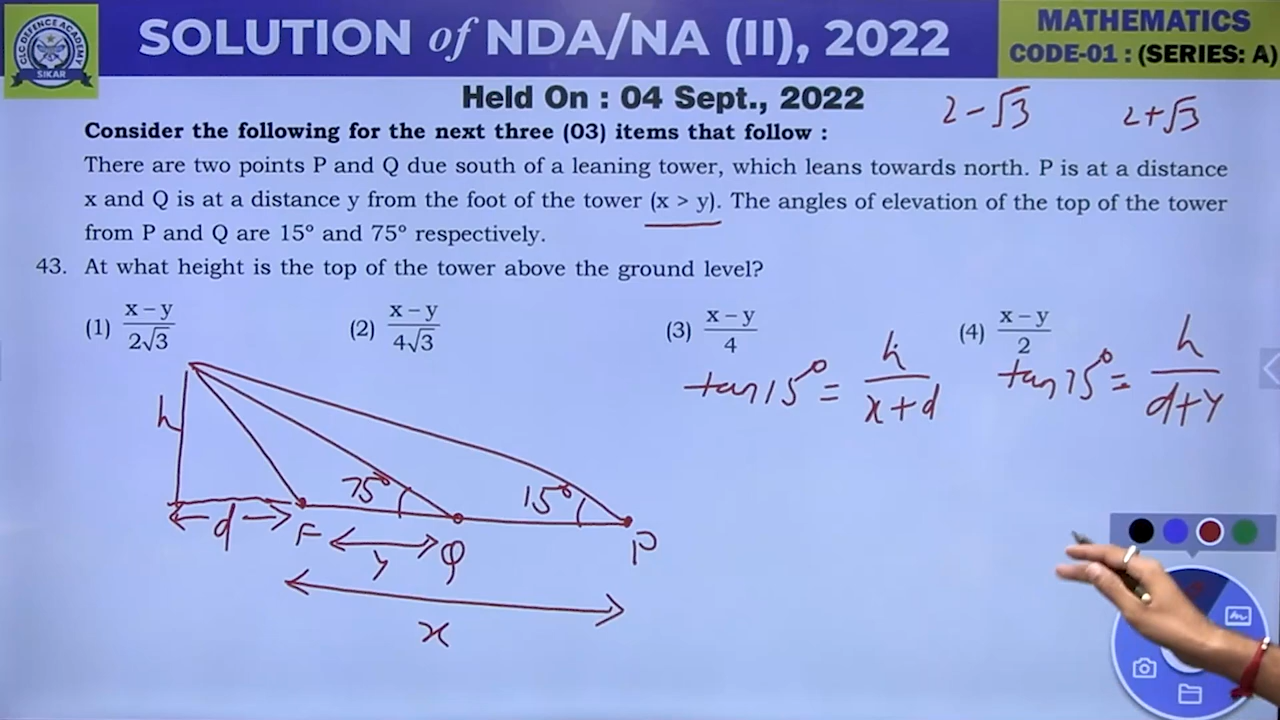 CLC DEFENCE ACADEMY
SIKAR
SOLUTION of NDA/NA (II), 2022
MATHEMATICS
CODE-01 : (SERIES: A)
Held On : 04 Sept., 2022
2-√3 2+√3
Consider the following for the next three (03) items that follow :
There are two points P and Q due south of a leaning tower, which leans towards north. P is at a distance
x and Q is at a distance y from the foot of the tower (x > y). The angles of elevation of the top of the tower
from P and Q are 15° and 75° respectively.
43. At what height is the top of the tower above the ground level?
(1) x – y / 2√3 (2) x – y / 4√3 (3) x – y / 4 (4) x – y / 2
tan 15° = h / x+d tan 75° = h / d+y
h
75° 15°
d F y Q P
x